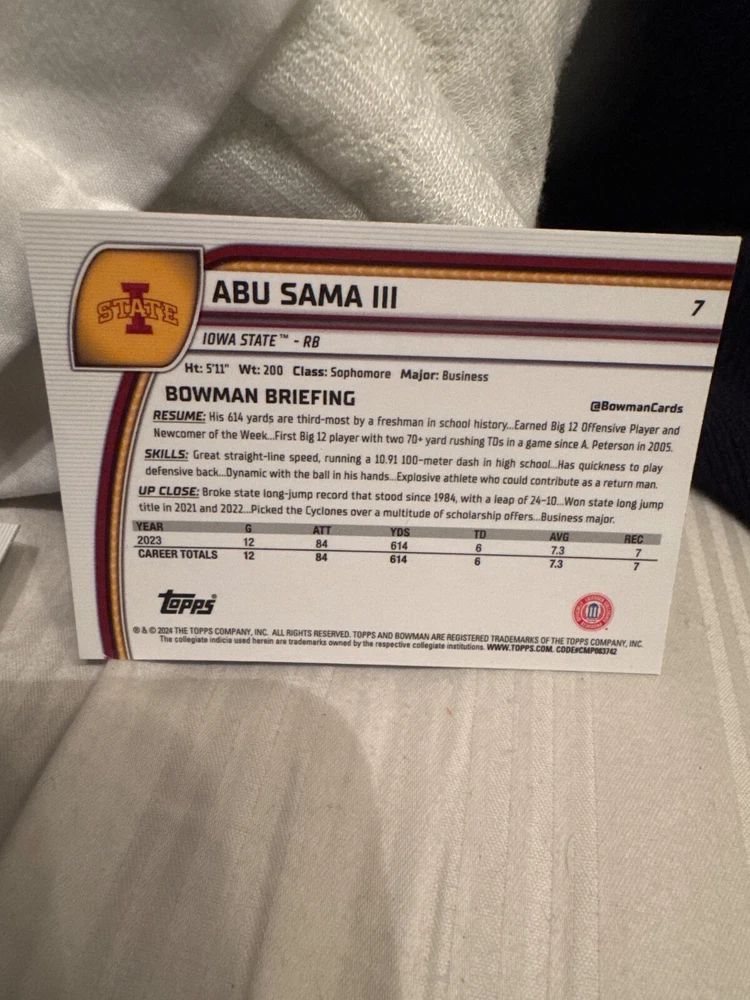 I
STATE
ABU SAMA III
7
IOWA STATE™ - RB
Ht: 5'11" Wt: 200 Class: Sophomore Major: Business
BOWMAN BRIEFING
@BowmanCards
RESUME: His 614 yards are third-most by a freshman in school history...Earned Big 12 Offensive Player and
Newcomer of the Week...First Big 12 player with two 70+ yard rushing TDs in a game since A. Peterson in 2005.
SKILLS: Great straight-line speed, running a 10.91 100-meter dash in high school...Has quickness to play
defensive back...Dynamic with the ball in his hands...Explosive athlete who could contribute as a return man.
UP CLOSE: Broke state long-jump record that stood since 1984, with a leap of 24-10...Won state long jump
title in 2021 and 2022...Picked the Cyclones over a multitude of scholarship offers...Business major.
YEAR G ATT YDS TD AVG REC
2023 12 84 614 6 7.3 7
CAREER TOTALS 12 84 614 6 7.3 7
topps®
® & © 2024 THE TOPPS COMPANY, INC. ALL RIGHTS RESERVED. TOPPS AND BOWMAN ARE REGISTERED TRADEMARKS OF THE TOPPS COMPANY, INC.
The collegiate indicia used herein are trademarks owned by the respective collegiate institutions. WWW.TOPPS.COM. CODE#CMP083742